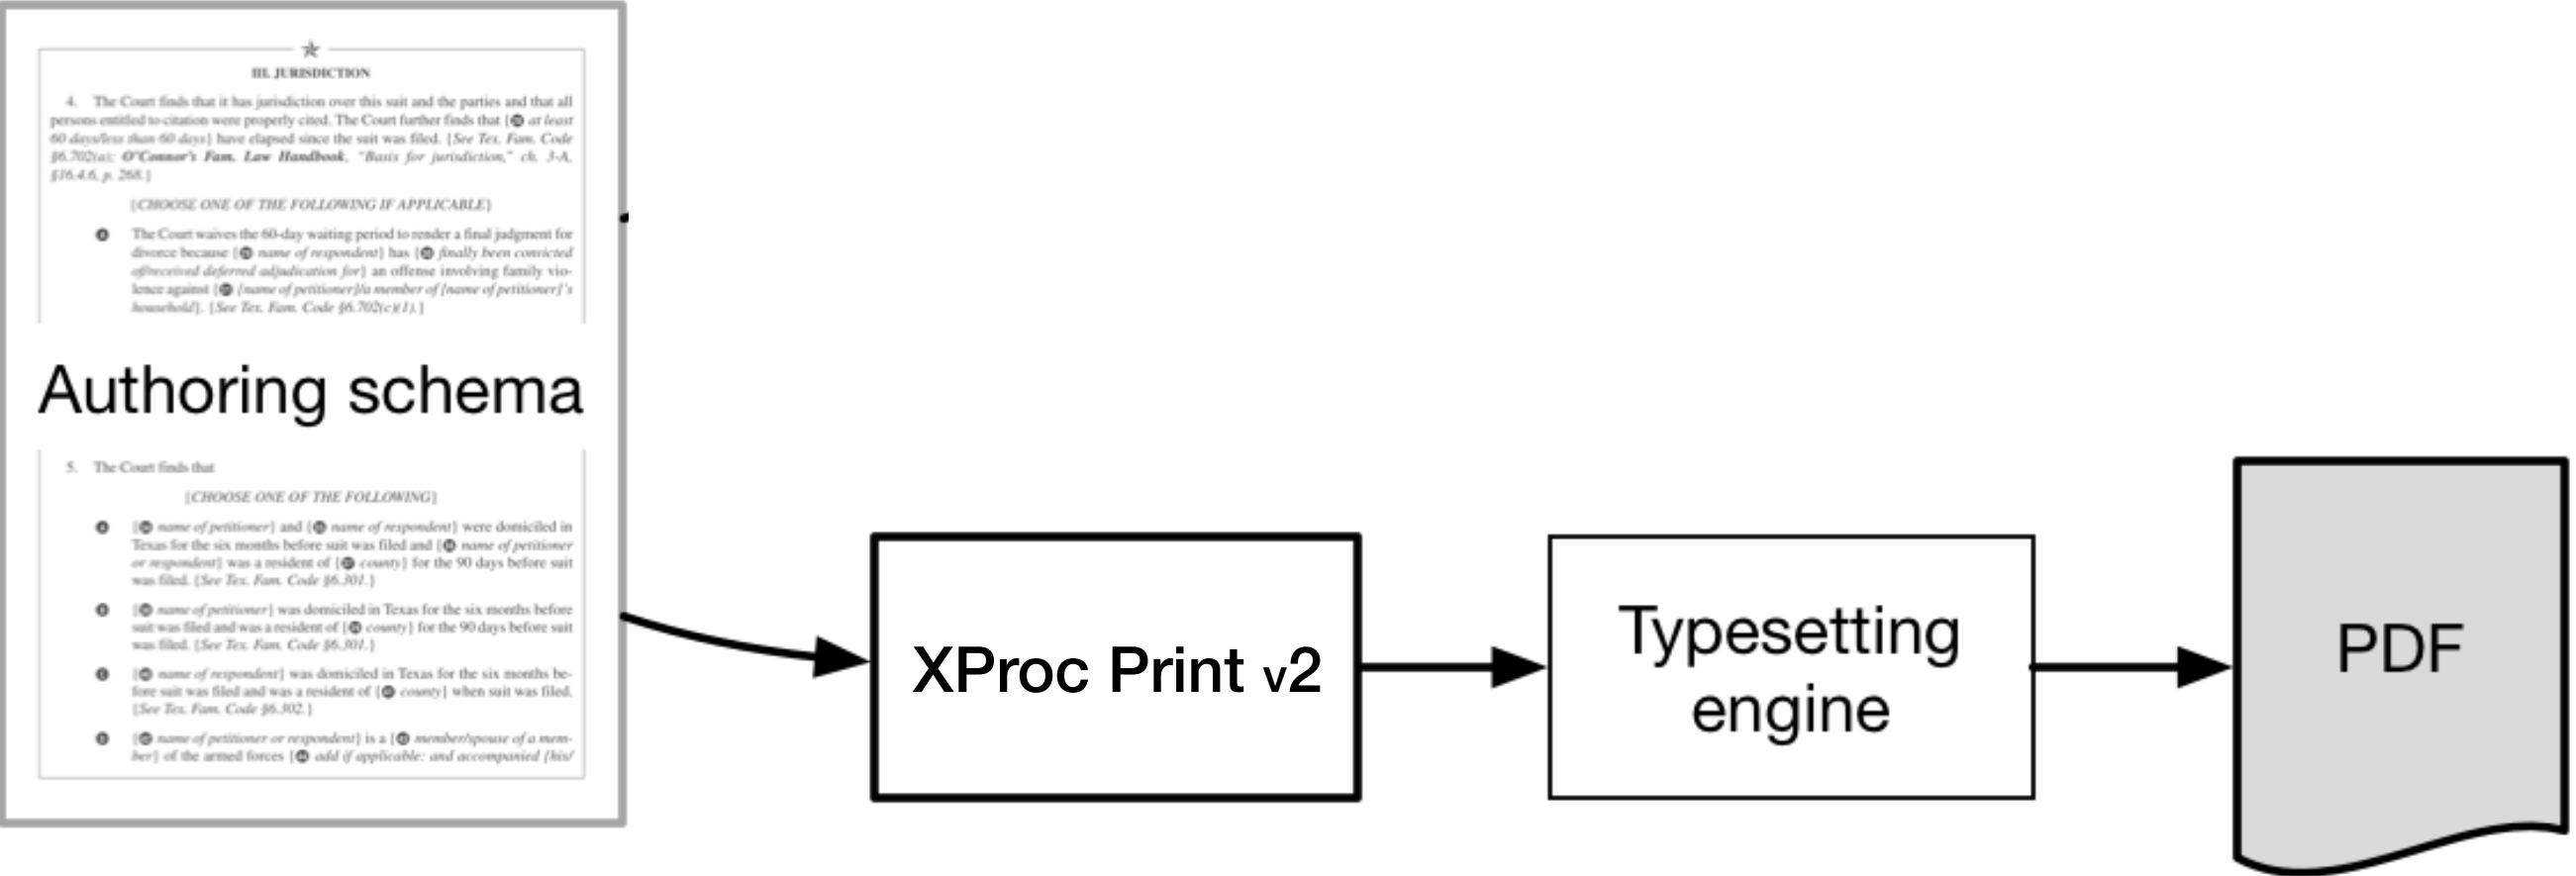 III. JURISDICTION
4. The Court finds that it has jurisdiction over this suit and the parties and that all
persons entitled to citation were properly cited. The Court further finds that { at least
60 days/less than 60 days} have elapsed since the suit was filed. {See Tex. Fam. Code
§6.702(a); O'Connor's Fam. Law Handbook, "Basis for jurisdiction," ch. 3-A,
§16.4.6, p. 268.}
{CHOOSE ONE OF THE FOLLOWING IF APPLICABLE}
A The Court waives the 60-day waiting period to render a final judgment for
divorce because { name of respondent} has { finally been convicted
of/received deferred adjudication for} an offense involving family vio-
lence against { [name of petitioner]/a member of [name of petitioner]'s
household}. {See Tex. Fam. Code §6.702(c)(1).}
Authoring schema
5. The Court finds that
{CHOOSE ONE OF THE FOLLOWING}
A { name of petitioner} and { name of respondent} were domiciled in
Texas for the six months before suit was filed and { name of petitioner
or respondent} was a resident of { county} for the 90 days before suit
was filed. {See Tex. Fam. Code §6.301.}
B { name of petitioner} was domiciled in Texas for the six months before
suit was filed and was a resident of { county} for the 90 days before suit
was filed. {See Tex. Fam. Code §6.301.}
C { name of respondent} was domiciled in Texas for the six months be-
fore suit was filed and was a resident of { county} when suit was filed.
{See Tex. Fam. Code §6.302.}
D { name of petitioner or respondent} is a { member/spouse of a mem-
ber} of the armed forces { add if applicable: and accompanied [his/
XProc Print v2
Typesetting
engine
PDF